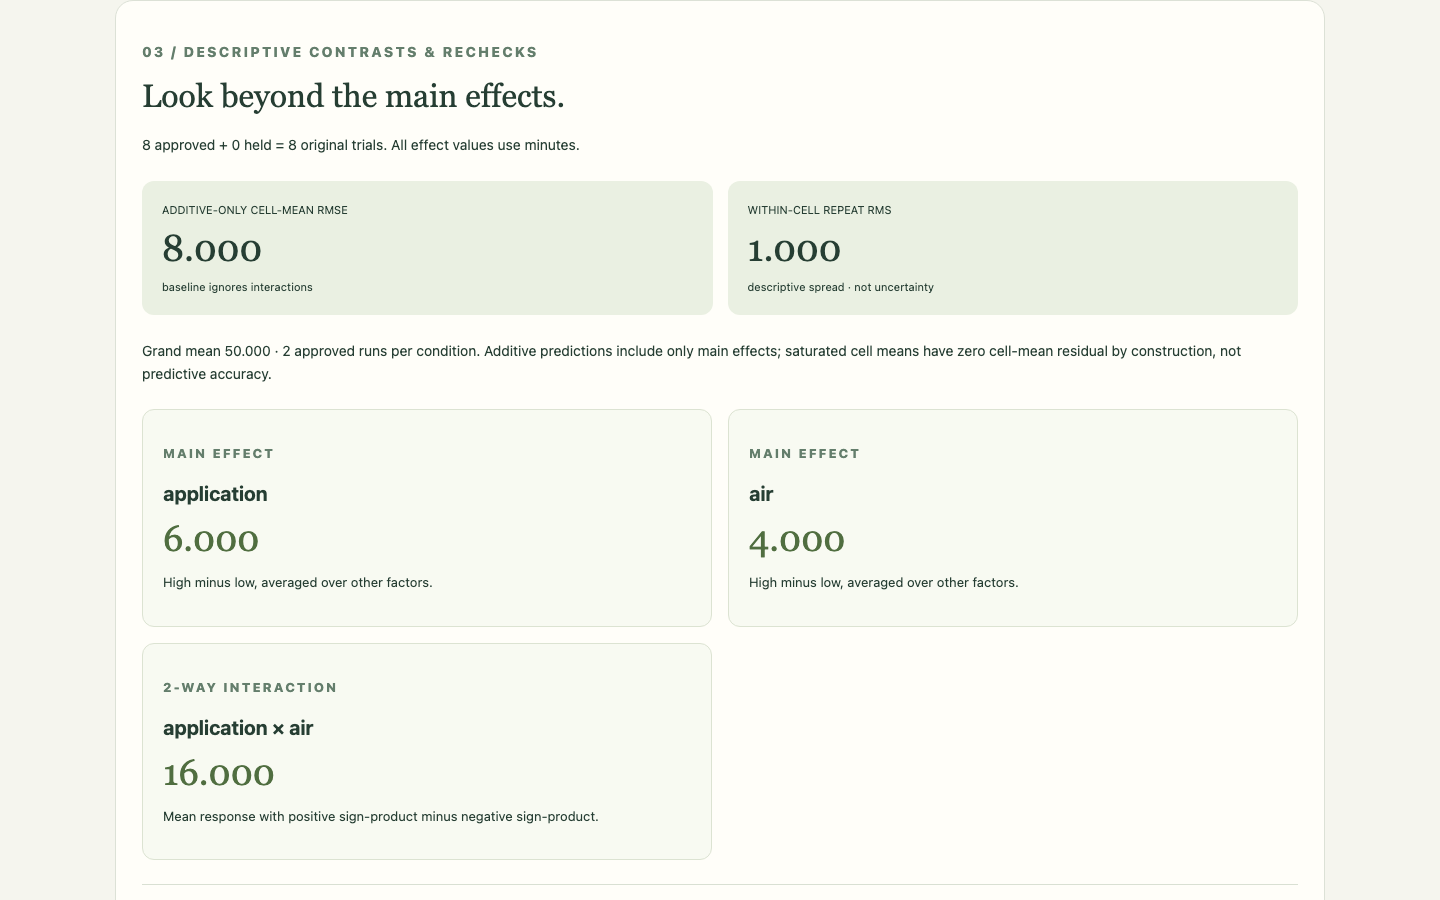 03 / DESCRIPTIVE CONTRASTS & RECHECKS
Look beyond the main effects.
8 approved + 0 held = 8 original trials. All effect values use minutes.
ADDITIVE-ONLY CELL-MEAN RMSE
8.000
baseline ignores interactions
WITHIN-CELL REPEAT RMS
1.000
descriptive spread · not uncertainty
Grand mean 50.000 · 2 approved runs per condition. Additive predictions include only main effects; saturated cell means have zero cell-mean residual by construction, not
predictive accuracy.
MAIN EFFECT
application
6.000
High minus low, averaged over other factors.
MAIN EFFECT
air
4.000
High minus low, averaged over other factors.
2-WAY INTERACTION
application × air
16.000
Mean response with positive sign-product minus negative sign-product.